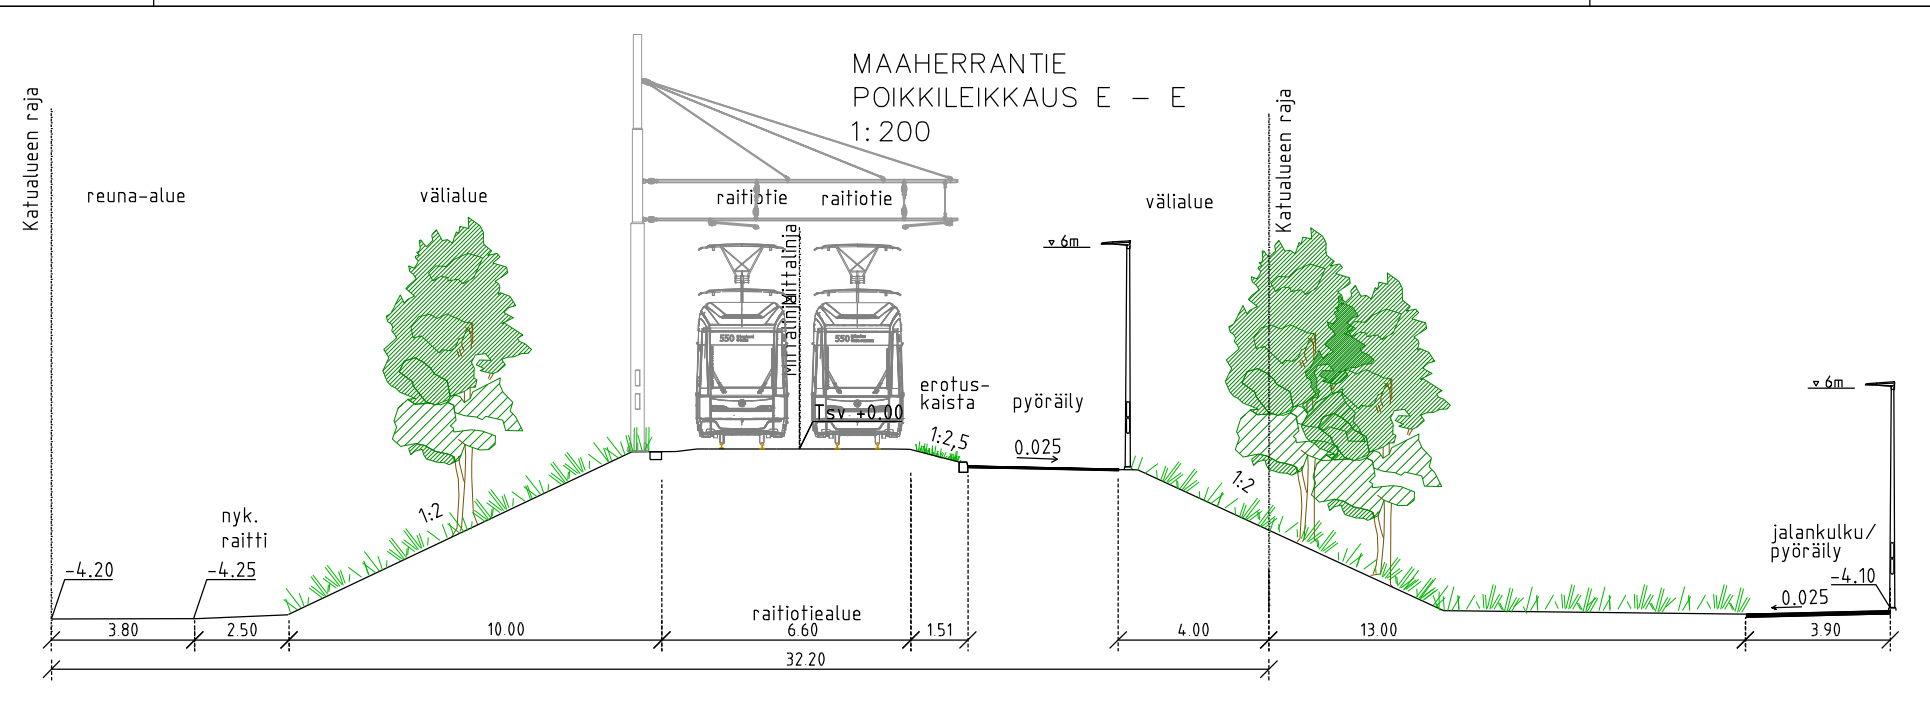 MAAHERRANTIE
POIKKILEIKKAUS E – E
1:200
Katualueen raja
reuna-alue
välialue
raitiotie
raitiotie
välialue
Katualueen raja
6m
Mittalinja
Mittalinja
550
550
6m
erotus-
kaista
pyöräily
Tsv +0.00
1:2,5
0.025
1:2
1:2
nyk.
raitti
jalankulku/
pyöräily
-4.20
-4.25
-4.10
0.025
raitiotiealue
3.80
2.50
10.00
6.60
1.51
4.00
13.00
3.90
32.20